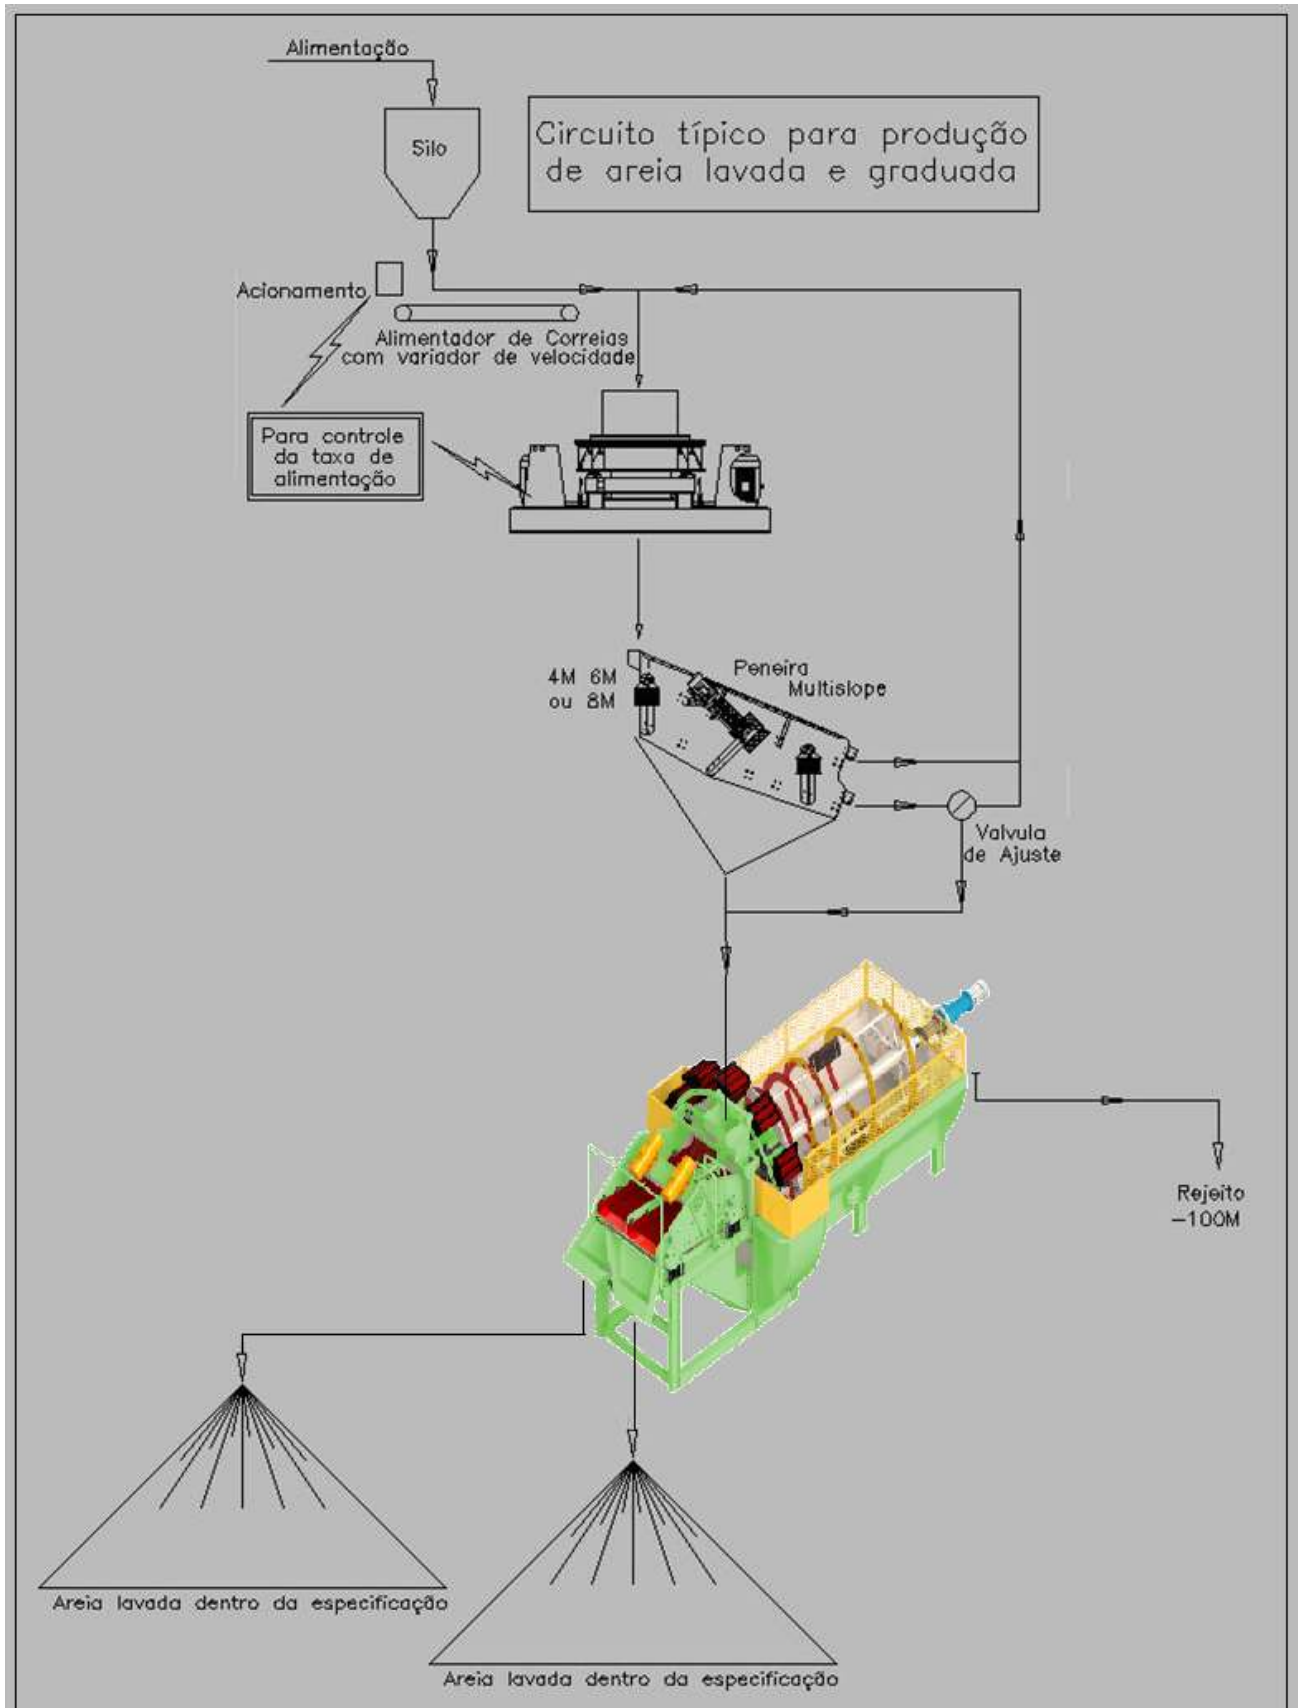 Alimentação
Silo
Circuíto típico para produção
de areia lavada e graduada
Acionamento
Alimentador de Correias
com variador de velocidade
Para controle
da taxa de
alimentação
4M 6M
ou 8M
Peneira
Multislope
Valvula
de Ajuste
Rejeito
-100M
Areia lavada dentro da especificação
Areia lavada dentro da especificação